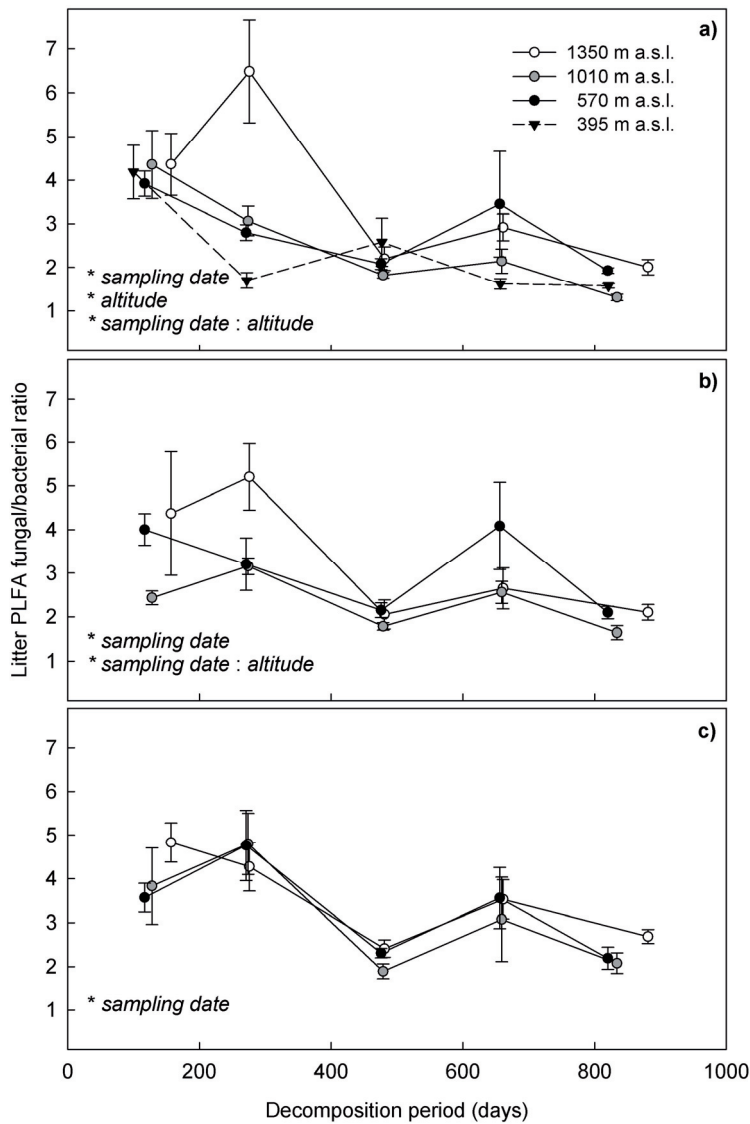 a)
1350 m a.s.l.
1010 m a.s.l.
570 m a.s.l.
395 m a.s.l.
7
6
5
4
3
2
1
* sampling date
* altitude
* sampling date : altitude
b)
7
6
5
4
3
2
1
* sampling date
* sampling date : altitude
c)
7
6
5
4
3
2
1
* sampling date
Litter PLFA fungal/bacterial ratio
0 200 400 600 800 1000
Decomposition period (days)